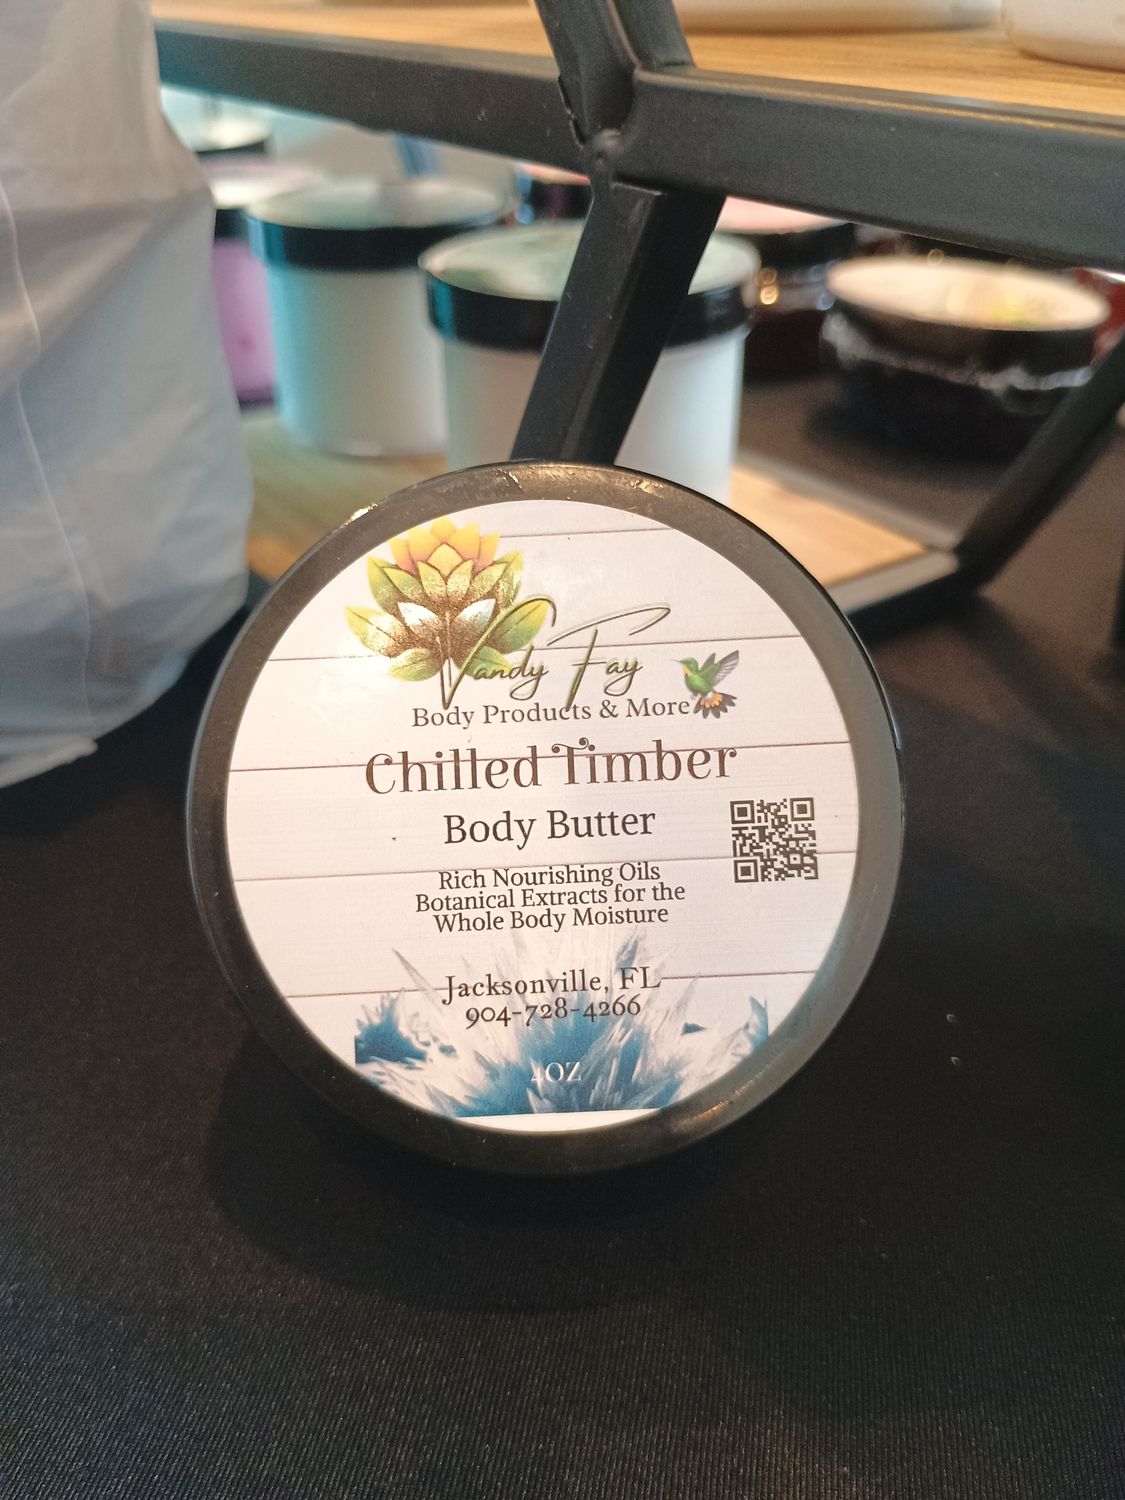 Vandy Fay
Body Products & More
Chilled Timber
Body Butter
Rich Nourishing Oils
Botanical Extracts for the
Whole Body Moisture
Jacksonville, FL
904-728-4266
4OZ